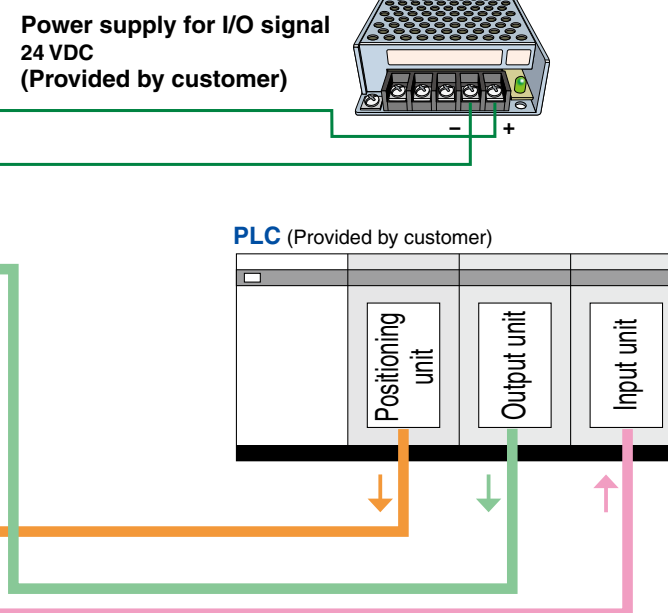 Power supply for I/O signal
24 VDC
(Provided by customer)
– +
PLC (Provided by customer)
Positioning
unit
Output unit
Input unit